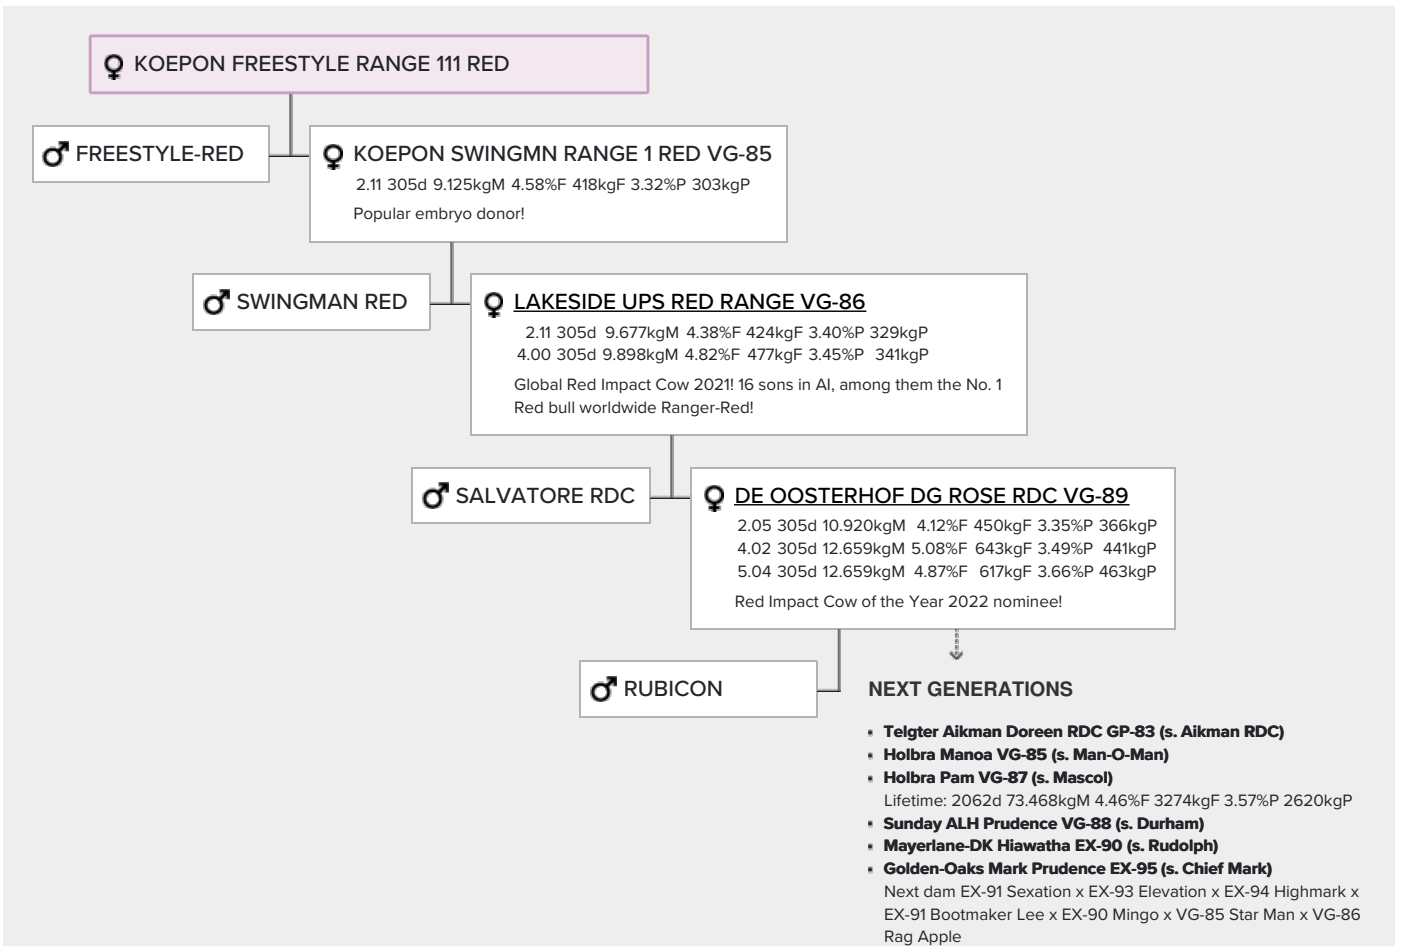 KOEPON FREESTYLE RANGE 111 RED
FREESTYLE-RED
KOEPON SWINGMN RANGE 1 RED VG-85
2.11 305d 9.125kgM 4.58%F 418kgF 3.32%P 303kgP
Popular embryo donor!
SWINGMAN RED
LAKESIDE UPS RED RANGE VG-86
2.11 305d 9.677kgM 4.38%F 424kgF 3.40%P 329kgP
4.00 305d 9.898kgM 4.82%F 477kgF 3.45%P 341kgP
Global Red Impact Cow 2021! 16 sons in AI, among them the No. 1
Red bull worldwide Ranger-Red!
SALVATORE RDC
DE OOSTERHOF DG ROSE RDC VG-89
2.05 305d 10.920kgM 4.12%F 450kgF 3.35%P 366kgP
4.02 305d 12.659kgM 5.08%F 643kgF 3.49%P 441kgP
5.04 305d 12.659kgM 4.87%F 617kgF 3.66%P 463kgP
Red Impact Cow of the Year 2022 nominee!
RUBICON
NEXT GENERATIONS
Telgter Aikman Doreen RDC GP-83 (s. Aikman RDC)
Holbra Manoa VG-85 (s. Man-O-Man)
Holbra Pam VG-87 (s. Mascol)
Lifetime: 2062d 73.468kgM 4.46%F 3274kgF 3.57%P 2620kgP
Sunday ALH Prudence VG-88 (s. Durham)
Mayerlane-DK Hiawatha EX-90 (s. Rudolph)
Golden-Oaks Mark Prudence EX-95 (s. Chief Mark)
Next dam EX-91 Sexation x EX-93 Elevation x EX-94 Highmark x
EX-91 Bootmaker Lee x EX-90 Mingo x VG-85 Star Man x VG-86
Rag Apple